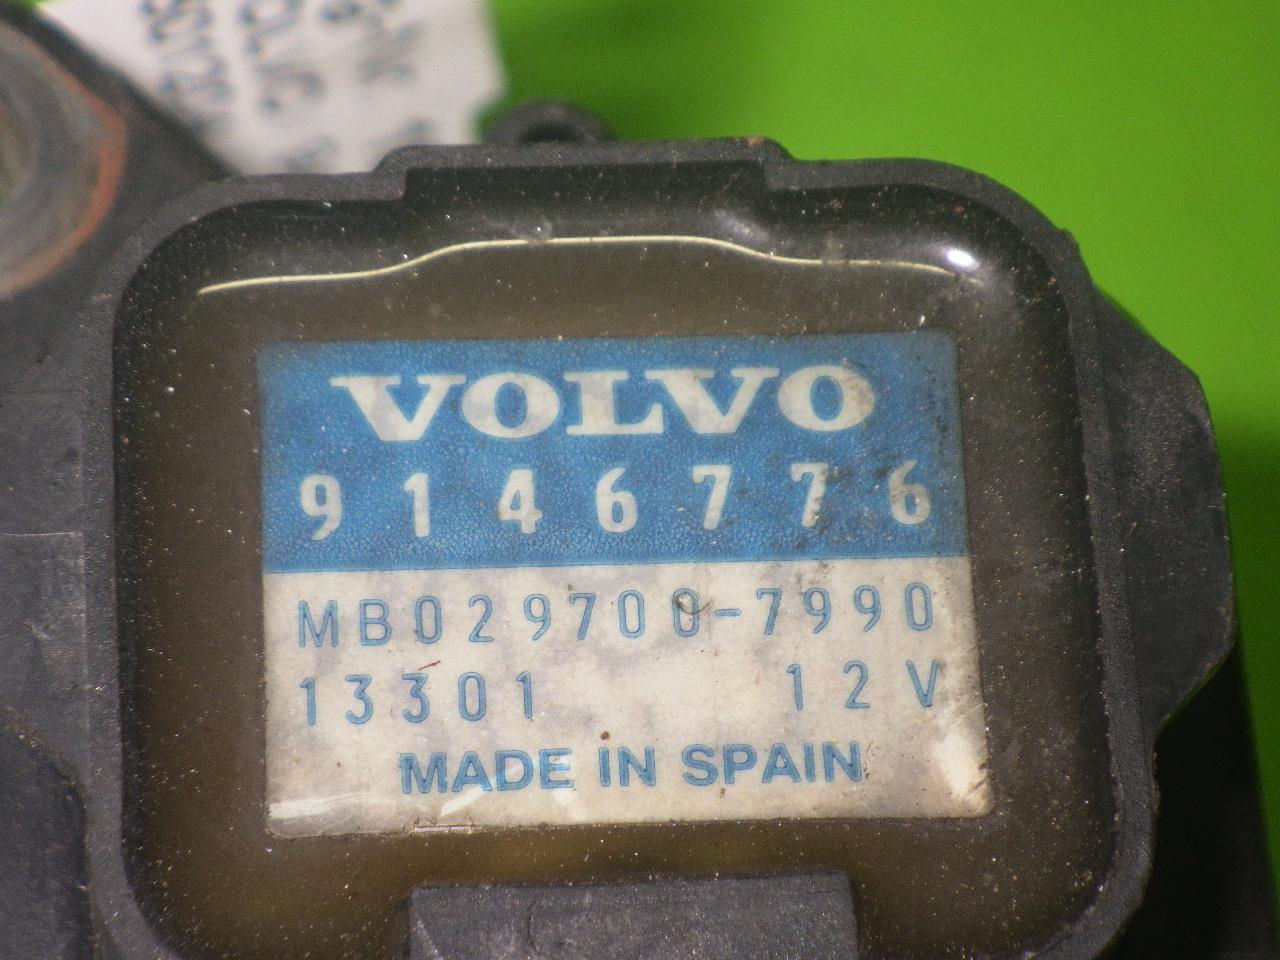 VOLVO
9146776
MB029700-7990
13301 12V
MADE IN SPAIN